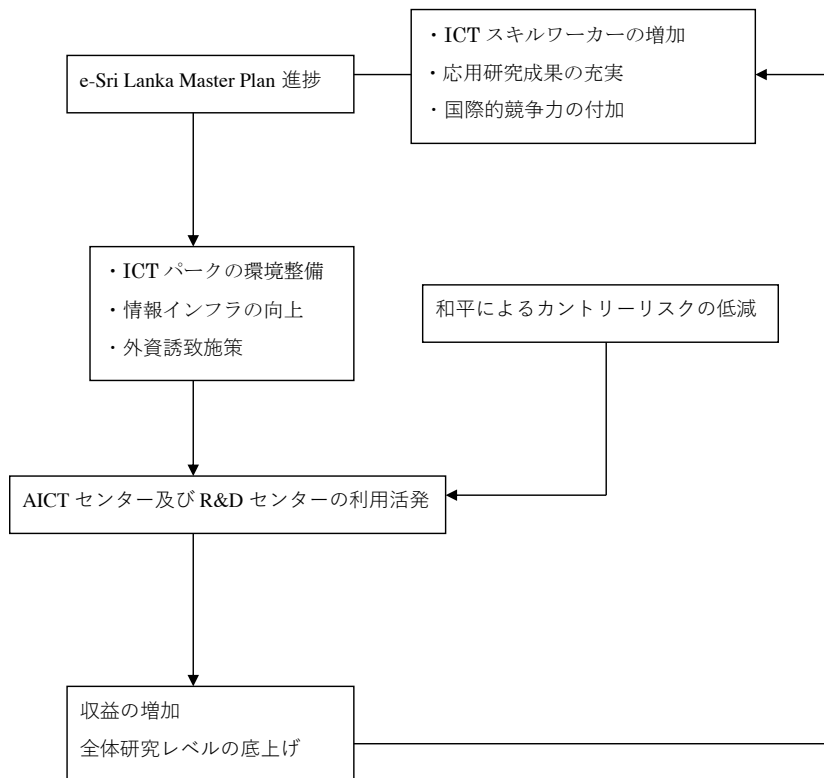 ・ICT スキルワーカーの増加
・応用研究成果の充実
・国際的競争力の付加
e-Sri Lanka Master Plan 進捗
・ICT パークの環境整備
・情報インフラの向上
・外資誘致施策
和平によるカントリーリスクの低減
AICT センター及び R&D センターの利用活発
収益の増加
全体研究レベルの底上げ